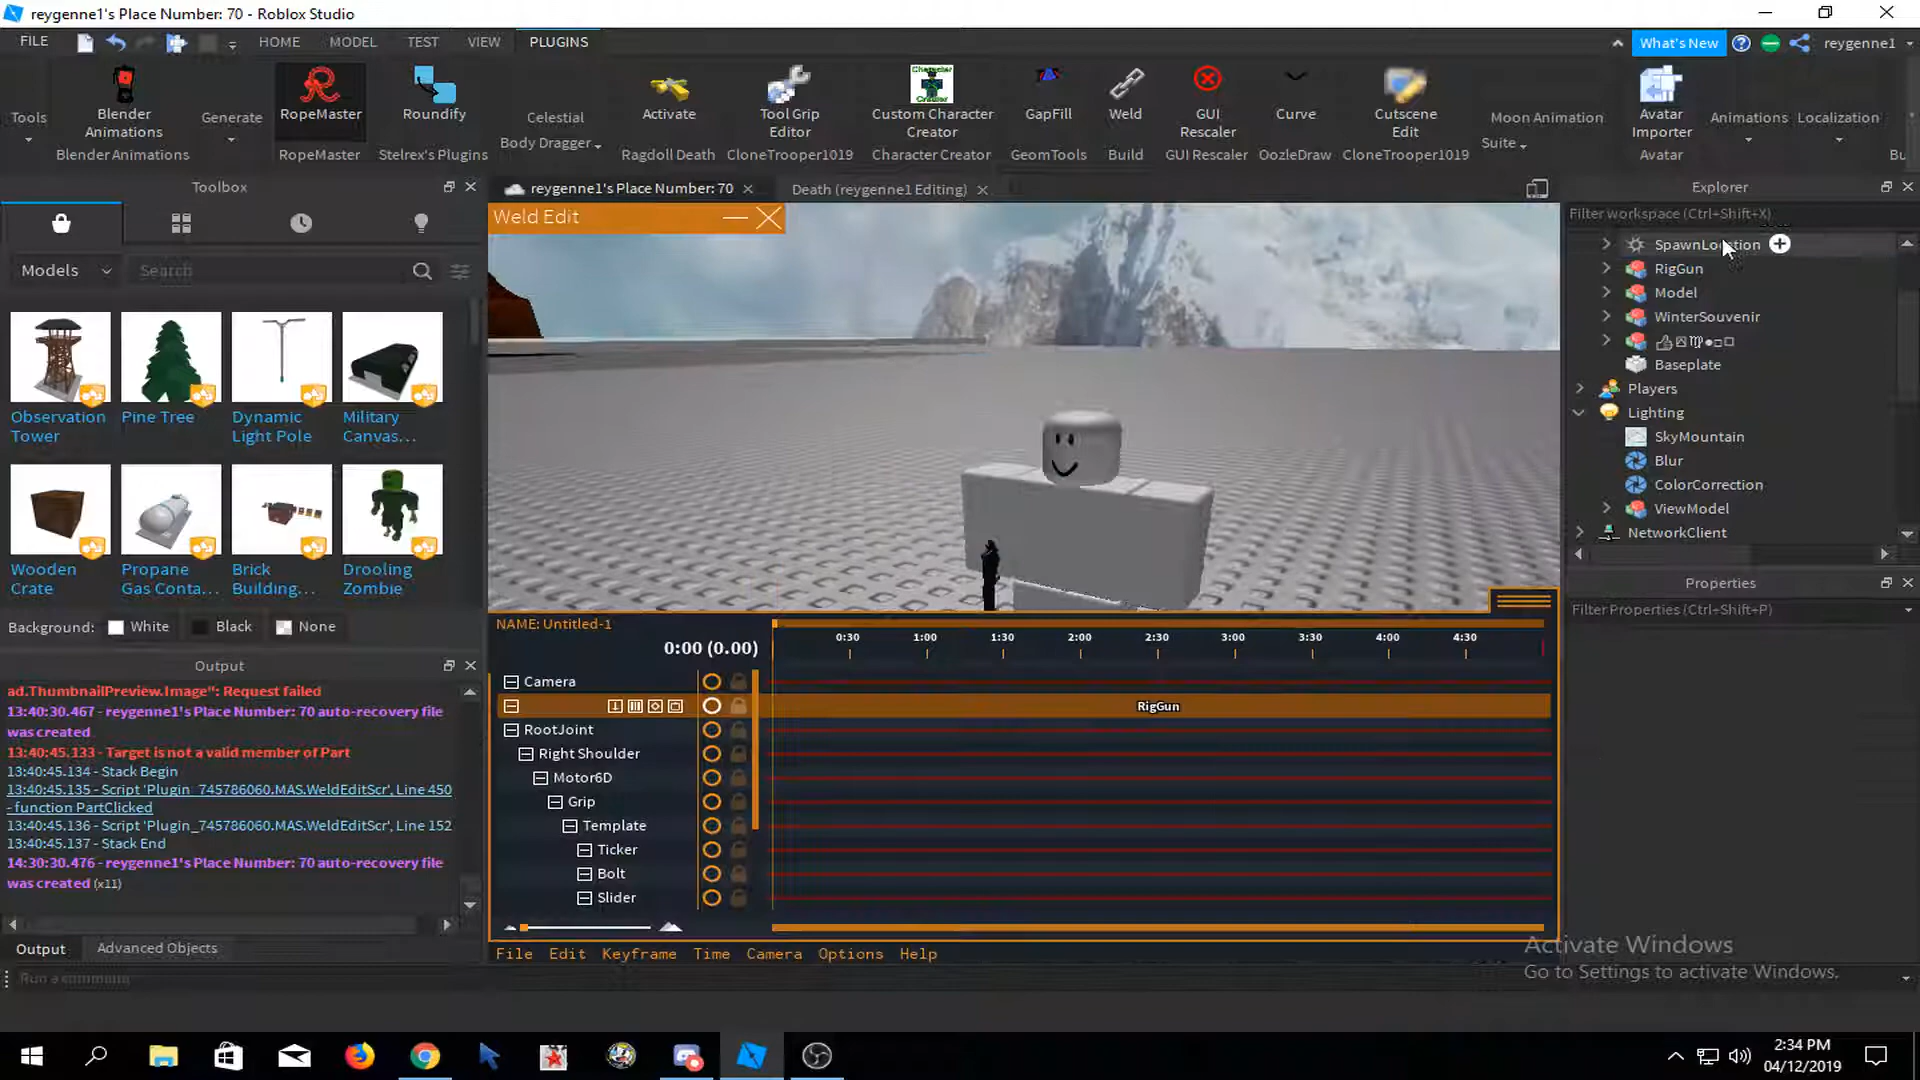 reygenne1's Place Number: 70 - Roblox Studio
FILE HOME MODEL TEST VIEW PLUGINS What's New reygenne1
Tools Blender Animations Generate RopeMaster Roundify Celestial Body Dragger Activate Tool Grip Editor Custom Character Creator GapFill Weld GUI Rescaler Curve Cutscene Edit Moon Animation Suite Avatar Importer Animations Localization
Blender Animations RopeMaster Stelrex's Plugins Ragdoll Death CloneTrooper1019 Character Creator GeomTools Build GUI Rescaler OozleDraw CloneTrooper1019 Avatar Bu
Toolbox
reygenne1's Place Number: 70 Death (reygenne1 Editing)
Explorer
Models Search
Observation Tower
Pine Tree
Dynamic Light Pole
Military Canvas...
Wooden Crate
Propane Gas Conta...
Brick Building...
Drooling Zombie
Background: White Black None
Output
ad.ThumbnailPreview.Image": Request failed
13:40:30.467 - reygenne1's Place Number: 70 auto-recovery file
was created
13:40:45.133 - Target is not a valid member of Part
13:40:45.134 - Stack Begin
13:40:45.135 - Script 'Plugin_745786060.MAS.WeldEditScr', Line 450
- function PartClicked
13:40:45.136 - Script 'Plugin_745786060.MAS.WeldEditScr', Line 152
13:40:45.137 - Stack End
14:30:30.476 - reygenne1's Place Number: 70 auto-recovery file
was created (x11)
Output Advanced Objects
Run a command
Weld Edit
NAME: Untitled-1
0:00 (0.00)
0:30 1:00 1:30 2:00 2:30 3:00 3:30 4:00 4:30
Camera
RigGun
RootJoint
Right Shoulder
Motor6D
Grip
Template
Ticker
Bolt
Slider
File Edit Keyframe Time Camera Options Help
Filter workspace (Ctrl+Shift+X)
SpawnLocation
RigGun
Model
WinterSouvenir
Baseplate
Players
Lighting
SkyMountain
Blur
ColorCorrection
ViewModel
NetworkClient
Properties
Filter Properties (Ctrl+Shift+P)
Activate Windows
Go to Settings to activate Windows.
2:34 PM
04/12/2019